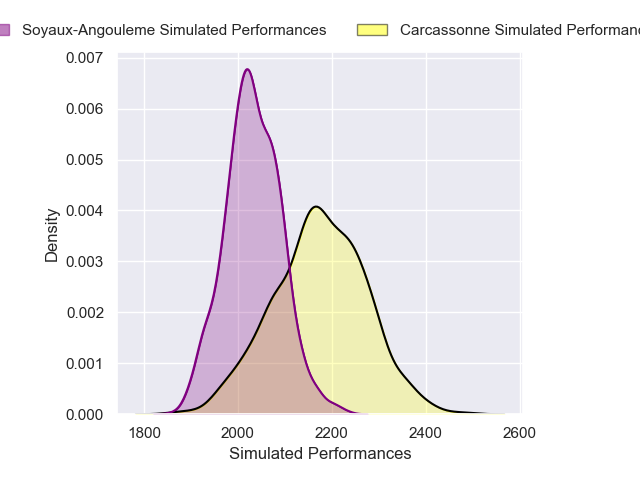 Soyaux-Angouleme Simulated Performances
Carcassonne Simulated
0.007
0.006
0.005
0.004
0.003
0.002
0.001
0.000
Density
1800 2000 2200 2400 2600
Simulated Performances